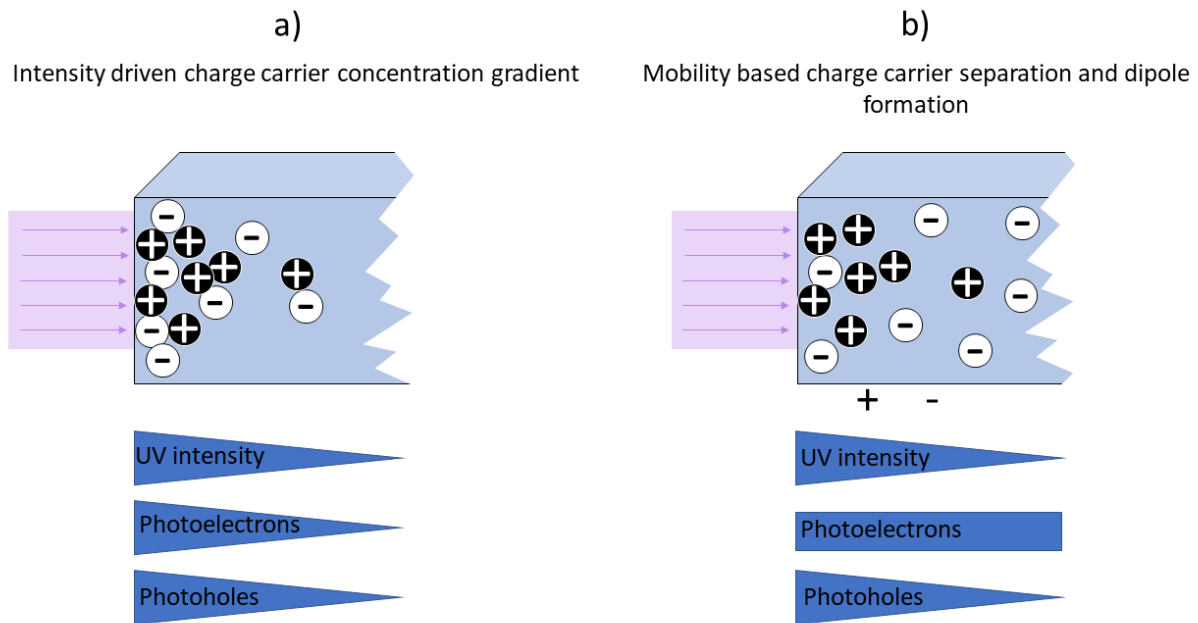 a)
Intensity driven charge carrier concentration gradient
UV intensity
Photoelectrons
Photoholes
b)
Mobility based charge carrier separation and dipole
formation
+ -
UV intensity
Photoelectrons
Photoholes